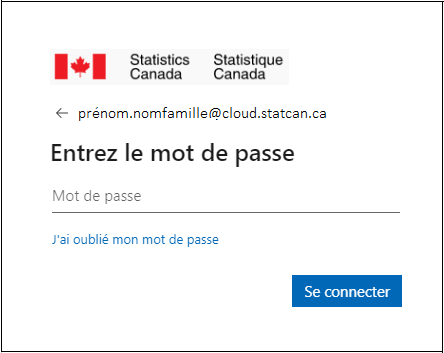 Statistics Statistique
Canada Canada
← prénom.nomfamille@cloud.statcan.ca
Entrez le mot de passe
Mot de passe
J'ai oublié mon mot de passe
Se connecter